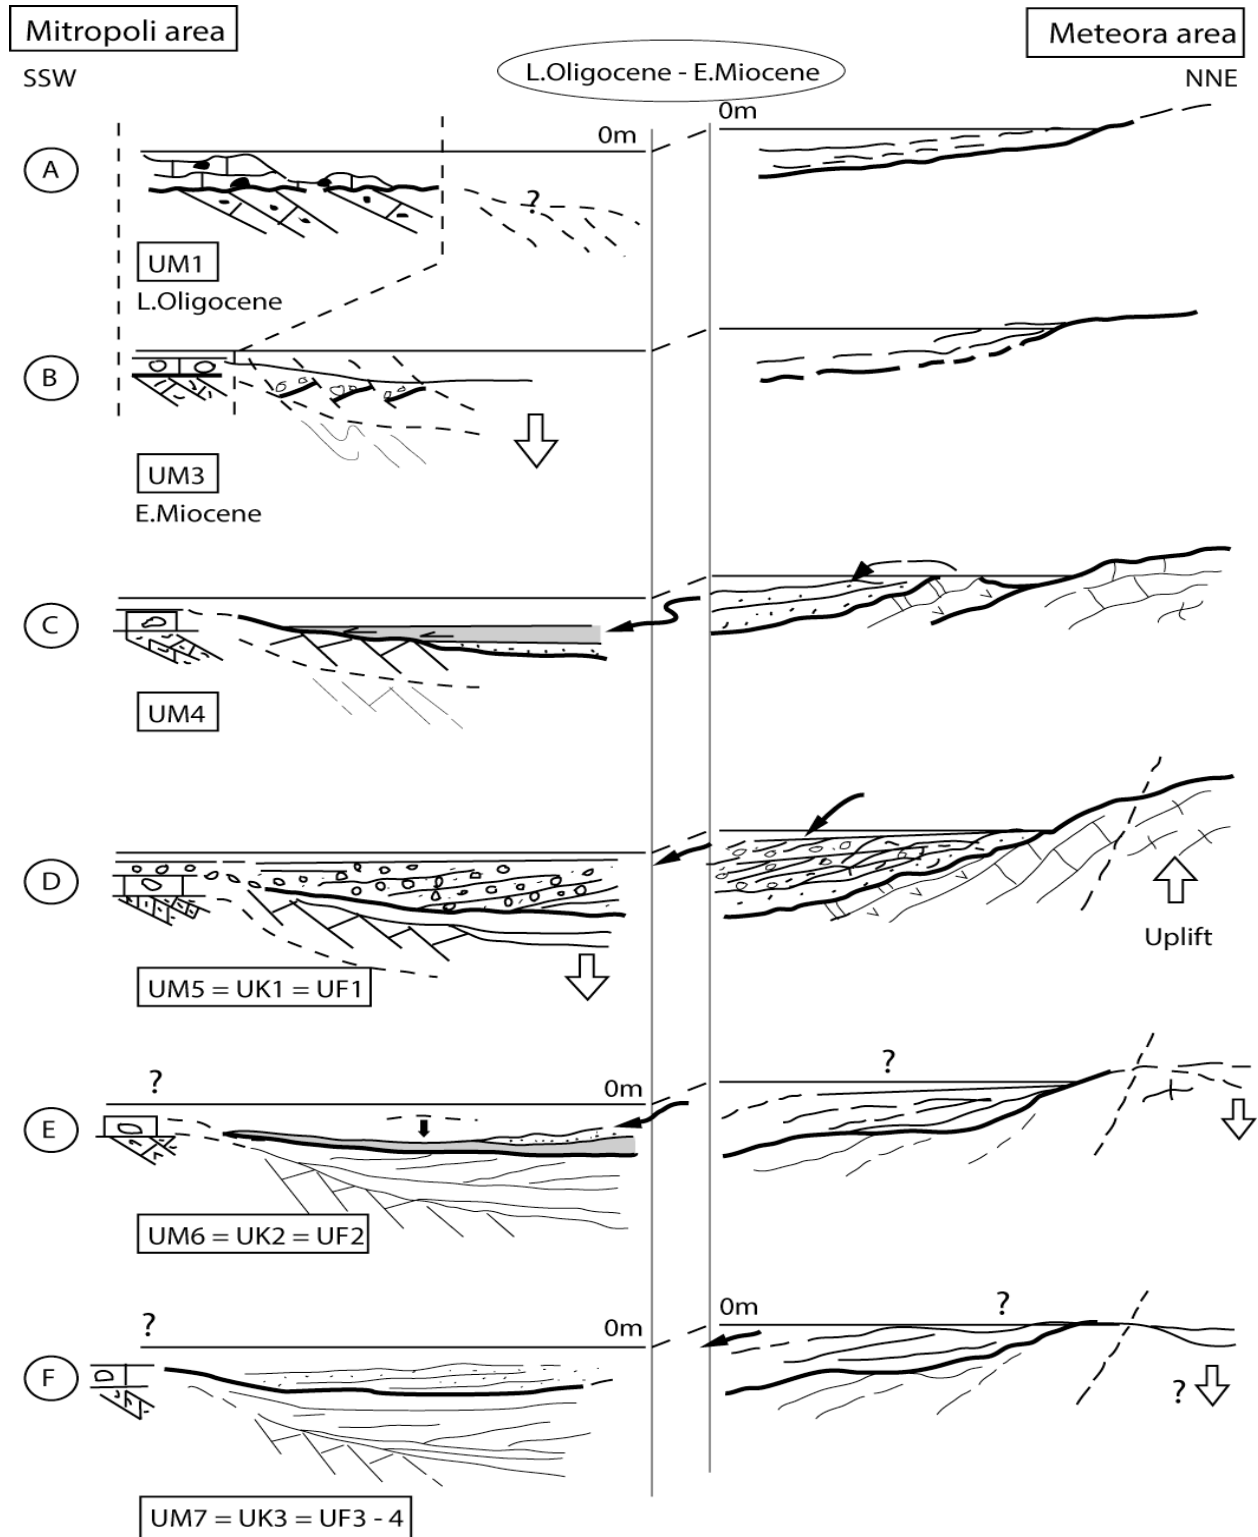 Mitropoli area
Meteora area
SSW
L.Oligocene - E.Miocene
NNE
0m
0m
A
?
UM1
L.Oligocene
B
UM3
E.Miocene
C
UM4
D
Uplift
UM5 = UK1 = UF1
?
?
0m
E
UM6 = UK2 = UF2
?
?
0m
0m
F
?
UM7 = UK3 = UF3 - 4